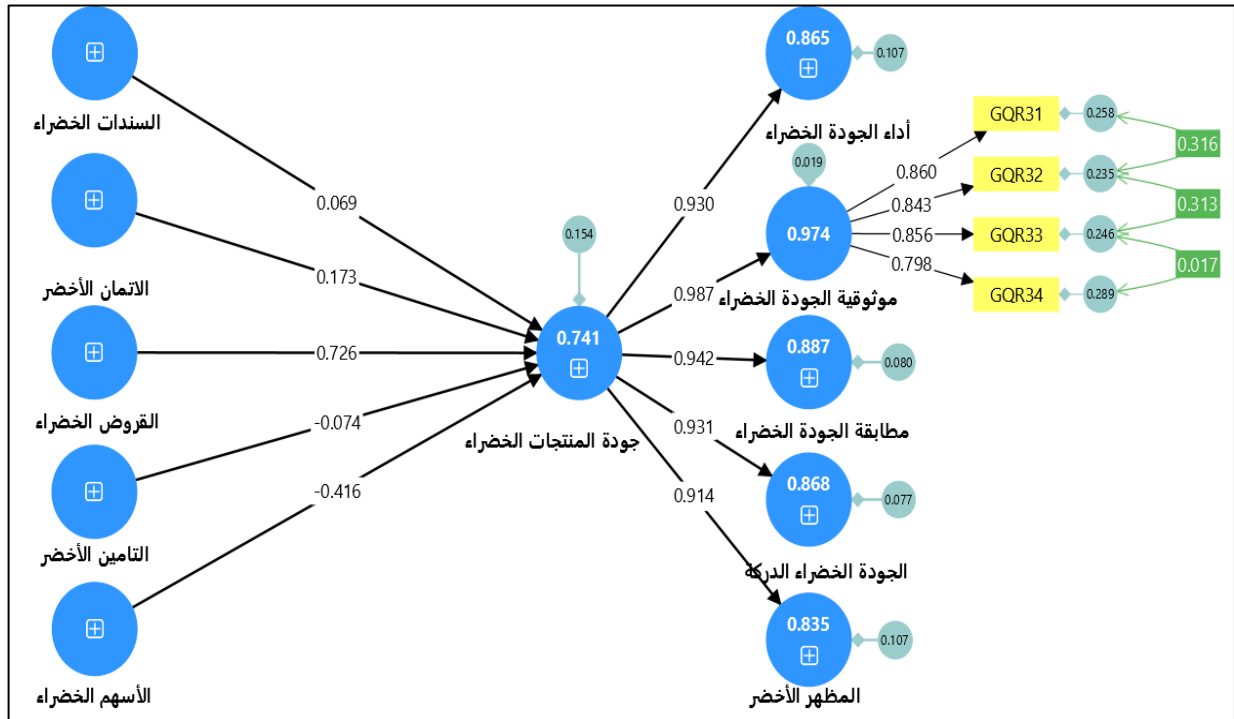 السندات الخضراء
الاتمان الأخضر
القروض الخضراء
التامين الأخضر
الأسهم الخضراء
0.069
0.173
0.726
-0.074
-0.416
0.154
0.741
جودة المنتجات الخضراء
0.930
0.987
0.942
0.931
0.914
0.865
0.107
أداء الجودة الخضراء
0.019
0.974
موثوقية الجودة الخضراء
0.887
0.080
مطابقة الجودة الخضراء
0.868
0.077
الجودة الخضراء الدركة
0.835
0.107
المظهر الأخضر
0.860
0.843
0.856
0.798
GQR31
0.258
GQR32
0.235
GQR33
0.246
GQR34
0.289
0.316
0.313
0.017